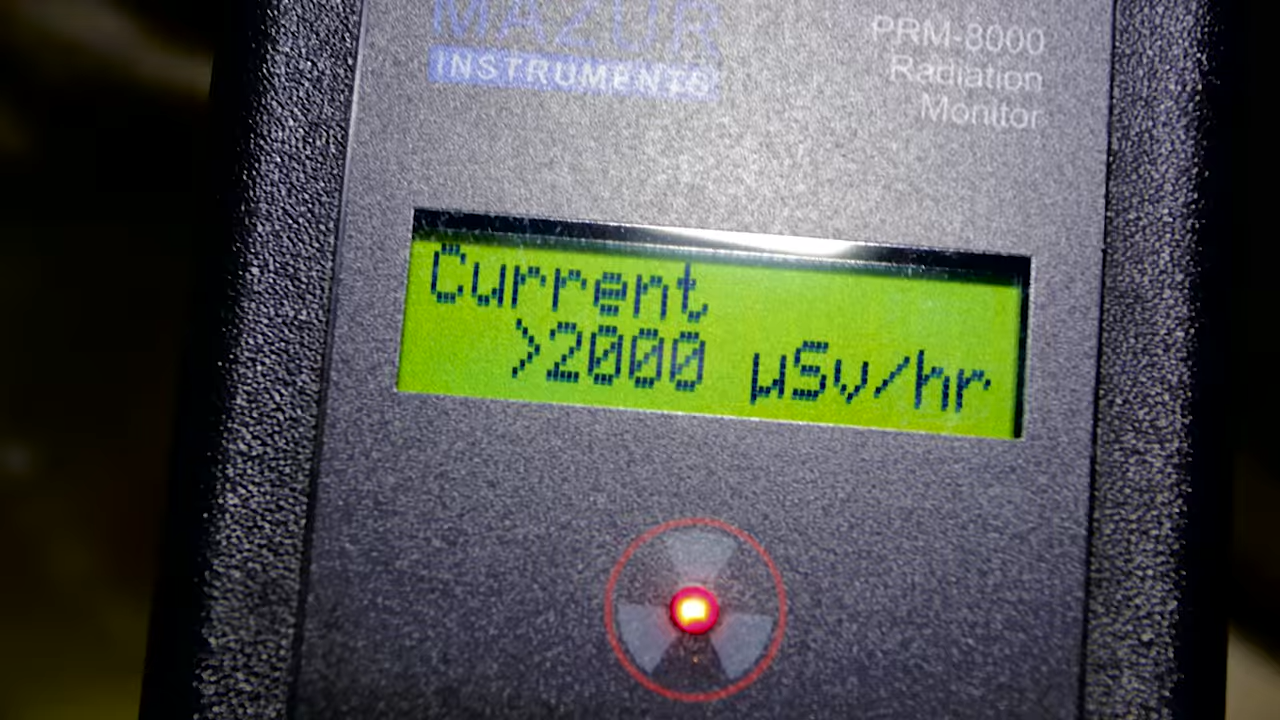 MAZUR
INSTRUMENTS
PRM-8000
Radiation
Monitor
Current
>2000 µSv/hr